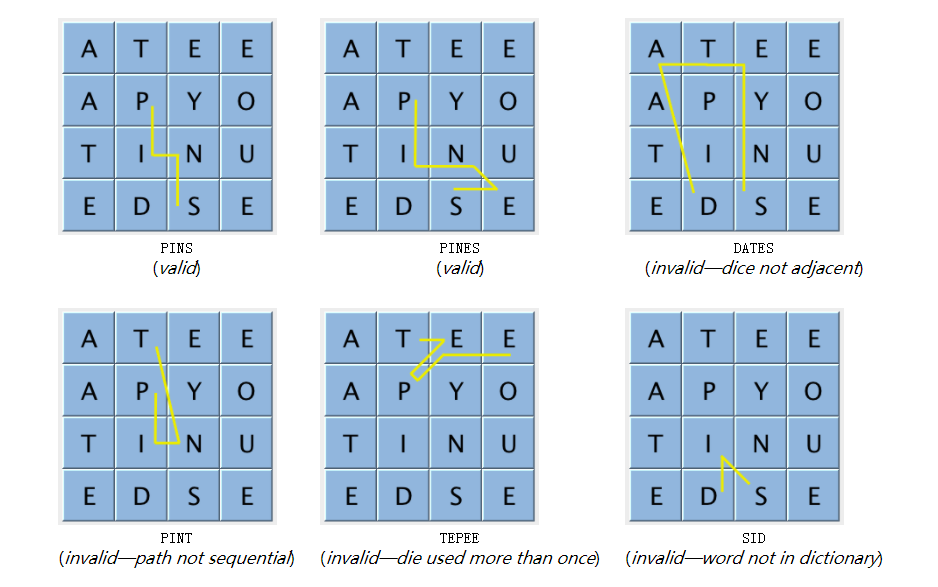 A T E E A T E E A T E E
A P Y O A P Y O A P Y O
T I N U T I N U T I N U
E D S E E D S E E D S E
PINS PINES DATES
(valid) (valid) (invalid—dice not adjacent)
A T E E A T E E A T E E
A P Y O A P Y O A P Y O
T I N U T I N U T I N U
E D S E E D S E E D S E
PINT TEPEE SID
(invalid—path not sequential) (invalid—die used more than once) (invalid—word not in dictionary)